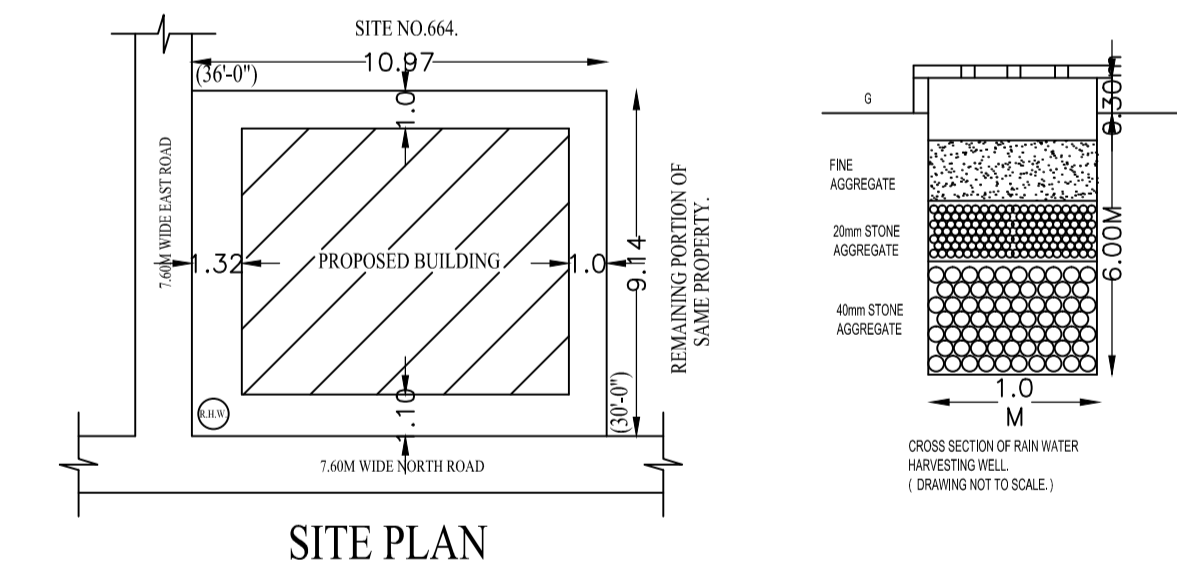 SITE NO.664.
10.97
(36'-0")
1.0
7.60M WIDE EAST ROAD
1.32
PROPOSED BUILDING
1.0
9.14
(30'-0")
REMAINING PORTION OF
SAME PROPERTY.
1.10
R.H.W.
7.60M WIDE NORTH ROAD
SITE PLAN
G
0.30m
FINE
AGGREGATE
20mm STONE
AGGREGATE
6.00M
40mm STONE
AGGREGATE
1.0
M
CROSS SECTION OF RAIN WATER
HARVESTING WELL.
( DRAWING NOT TO SCALE.)